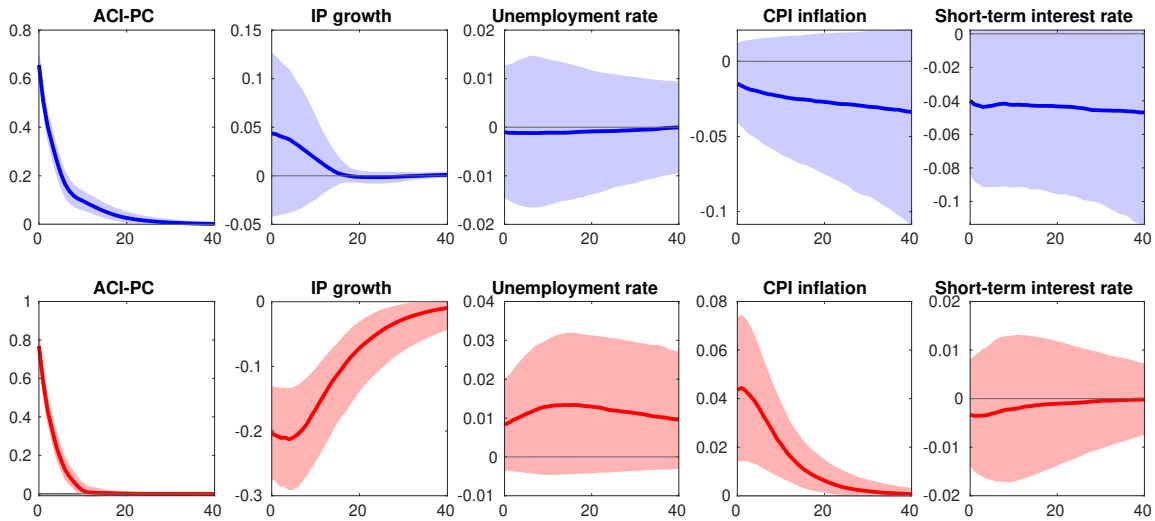 ACI-PC IP growth Unemployment rate CPI inflation Short-term interest rate
0.8 0.15 0.02 0 -0.02
0.6 0.1 0.01 -0.05 -0.04
0.4 0.05 0 -0.1 -0.06
0.2 0 -0.01 -0.08
0 -0.05 -0.02 -0.1
0 20 40 0 20 40 0 20 40 0 20 40 0 20 40
ACI-PC IP growth Unemployment rate CPI inflation Short-term interest rate
1 0 0.04 0.08 0.02
0.8 -0.1 0.03 0.06 0.01
0.6 -0.2 0.02 0.04 0
0.4 -0.3 0.01 0.02 -0.01
0.2 0 0 -0.02
0 -0.01
0 20 40 0 20 40 0 20 40 0 20 40 0 20 40